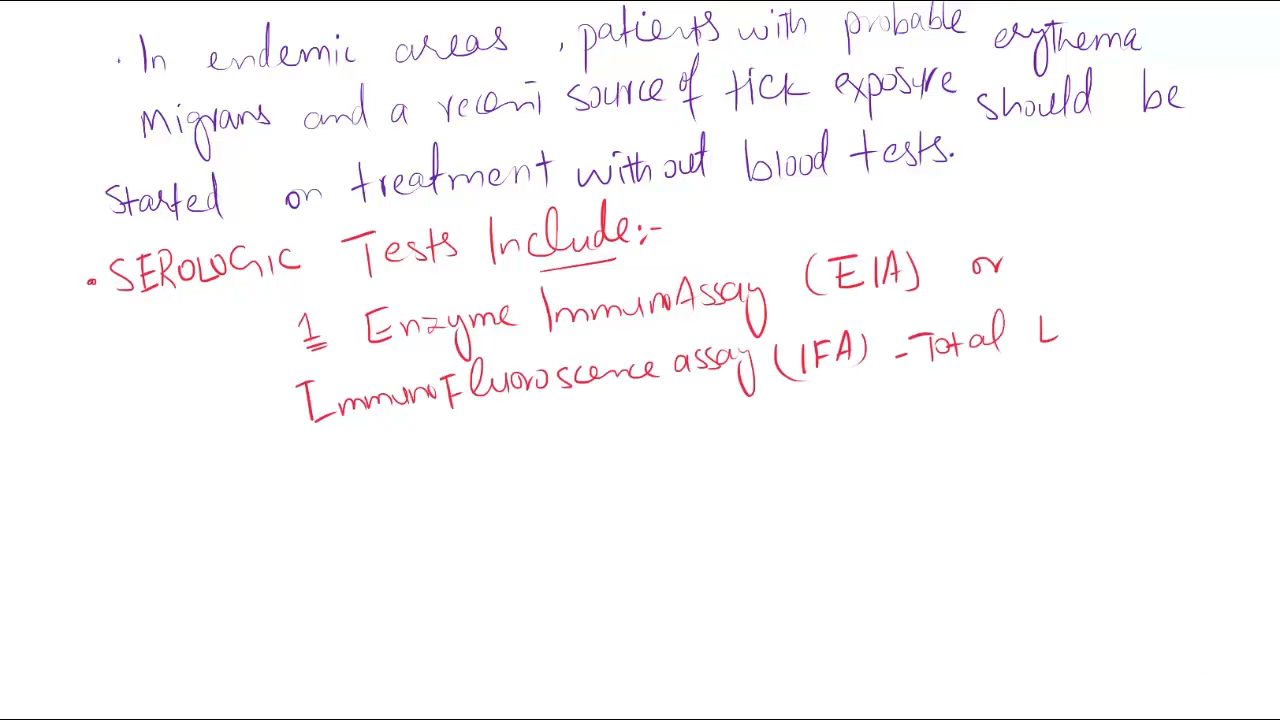 · In endemic areas, patients with probable erythema
migrans and a recent source of tick exposure should be
started on treatment without blood tests.
· SEROLOGIC Tests Include:-
1 Enzyme ImmunoAssay (EIA) or
ImmunoFluoroscence assay (IFA) - Total L